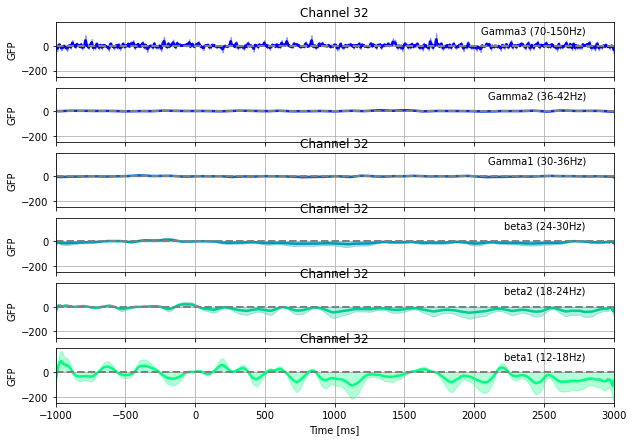 Channel 32
Gamma3 (70-150Hz)
GFP
0
−200
Channel 32
Gamma2 (36-42Hz)
GFP
0
−200
Channel 32
Gamma1 (30-36Hz)
GFP
0
−200
Channel 32
beta3 (24-30Hz)
GFP
0
−200
Channel 32
beta2 (18-24Hz)
GFP
0
−200
Channel 32
beta1 (12-18Hz)
GFP
0
−200
−1000 −500 0 500 1000 1500 2000 2500 3000
Time [ms]